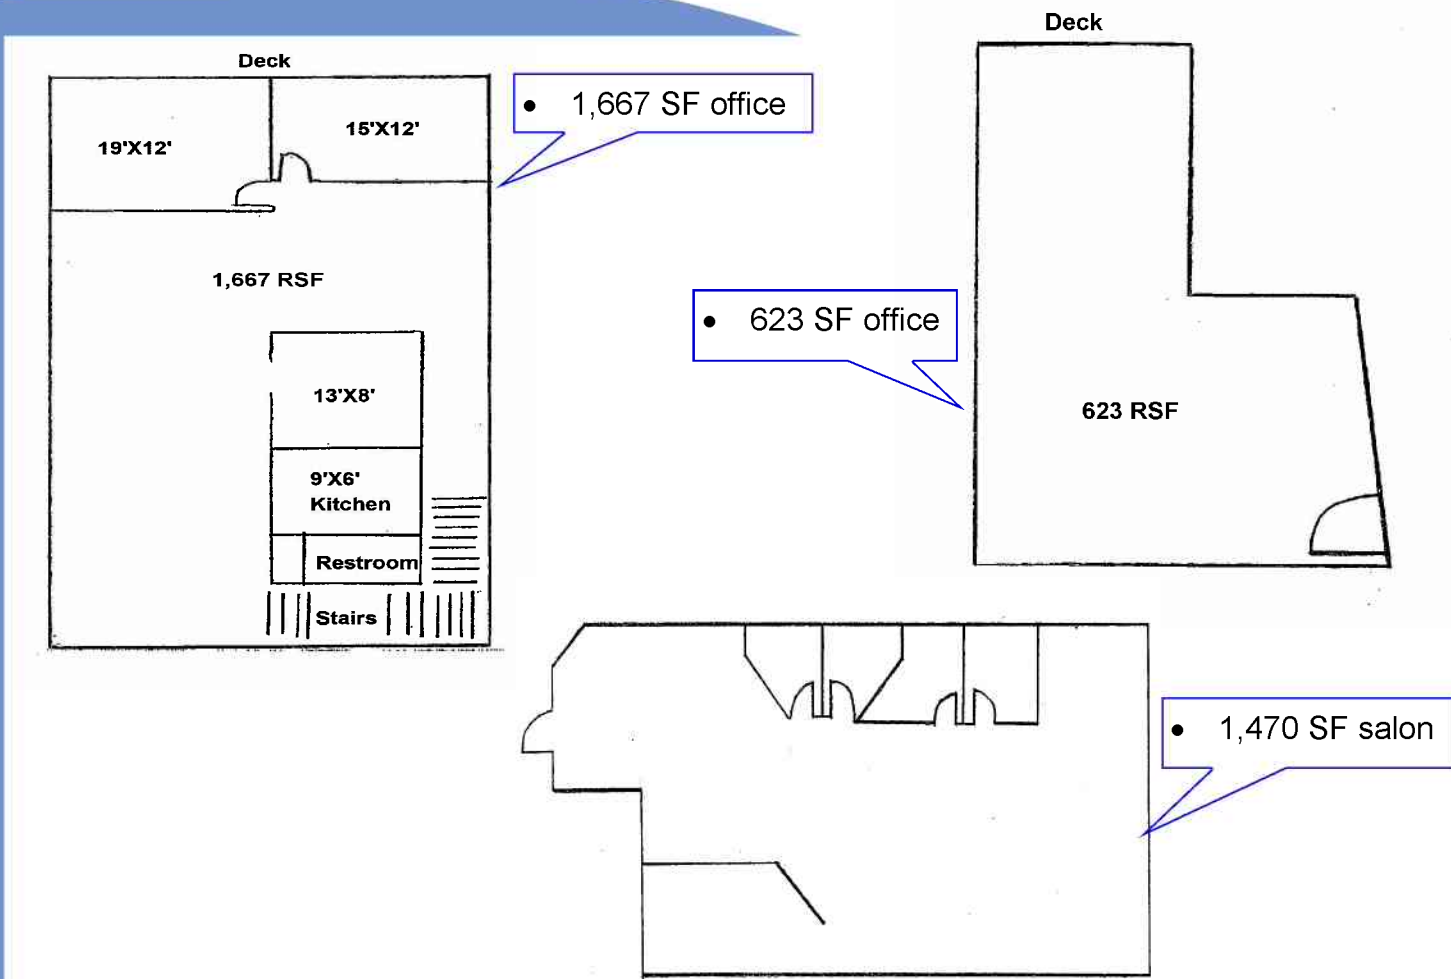 Deck
19'X12'
15'X12'
• 1,667 SF office
1,667 RSF
13'X8'
9'X6'
Kitchen
Restroom
Stairs
Deck
• 623 SF office
623 RSF
• 1,470 SF salon